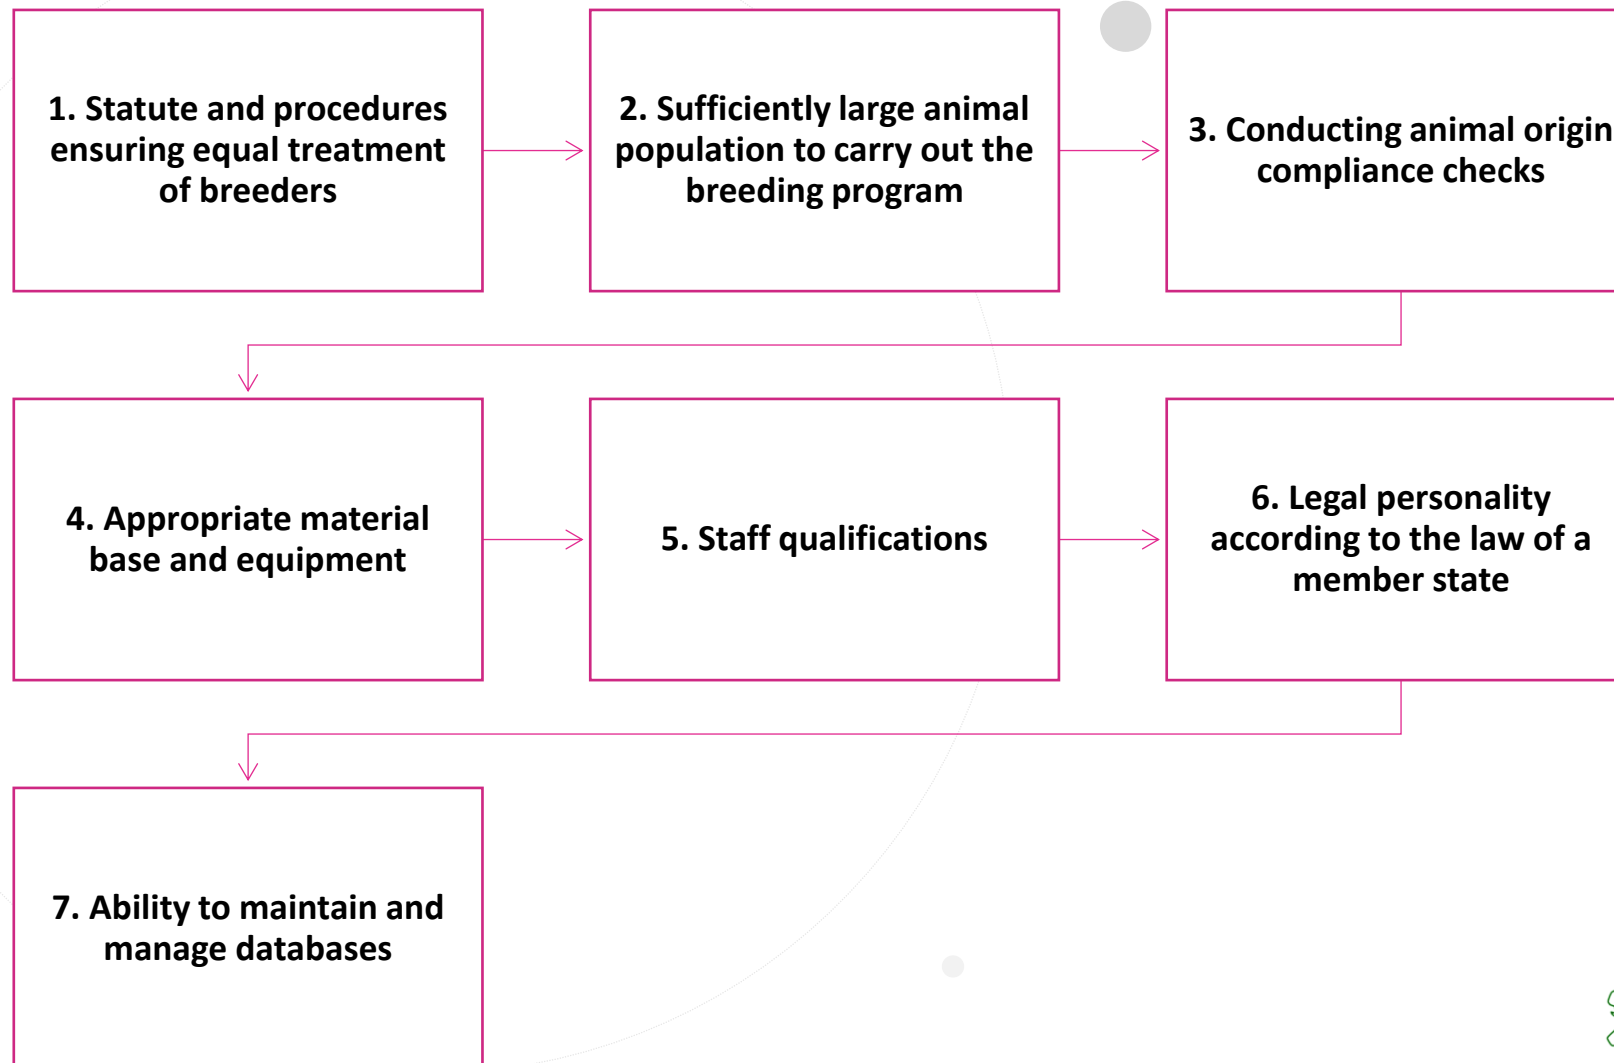 1. Statute and procedures
ensuring equal treatment
of breeders
2. Sufficiently large animal
population to carry out the
breeding program
3. Conducting animal origin
compliance checks
4. Appropriate material
base and equipment
5. Staff qualifications
6. Legal personality
according to the law of a
member state
7. Ability to maintain and
manage databases